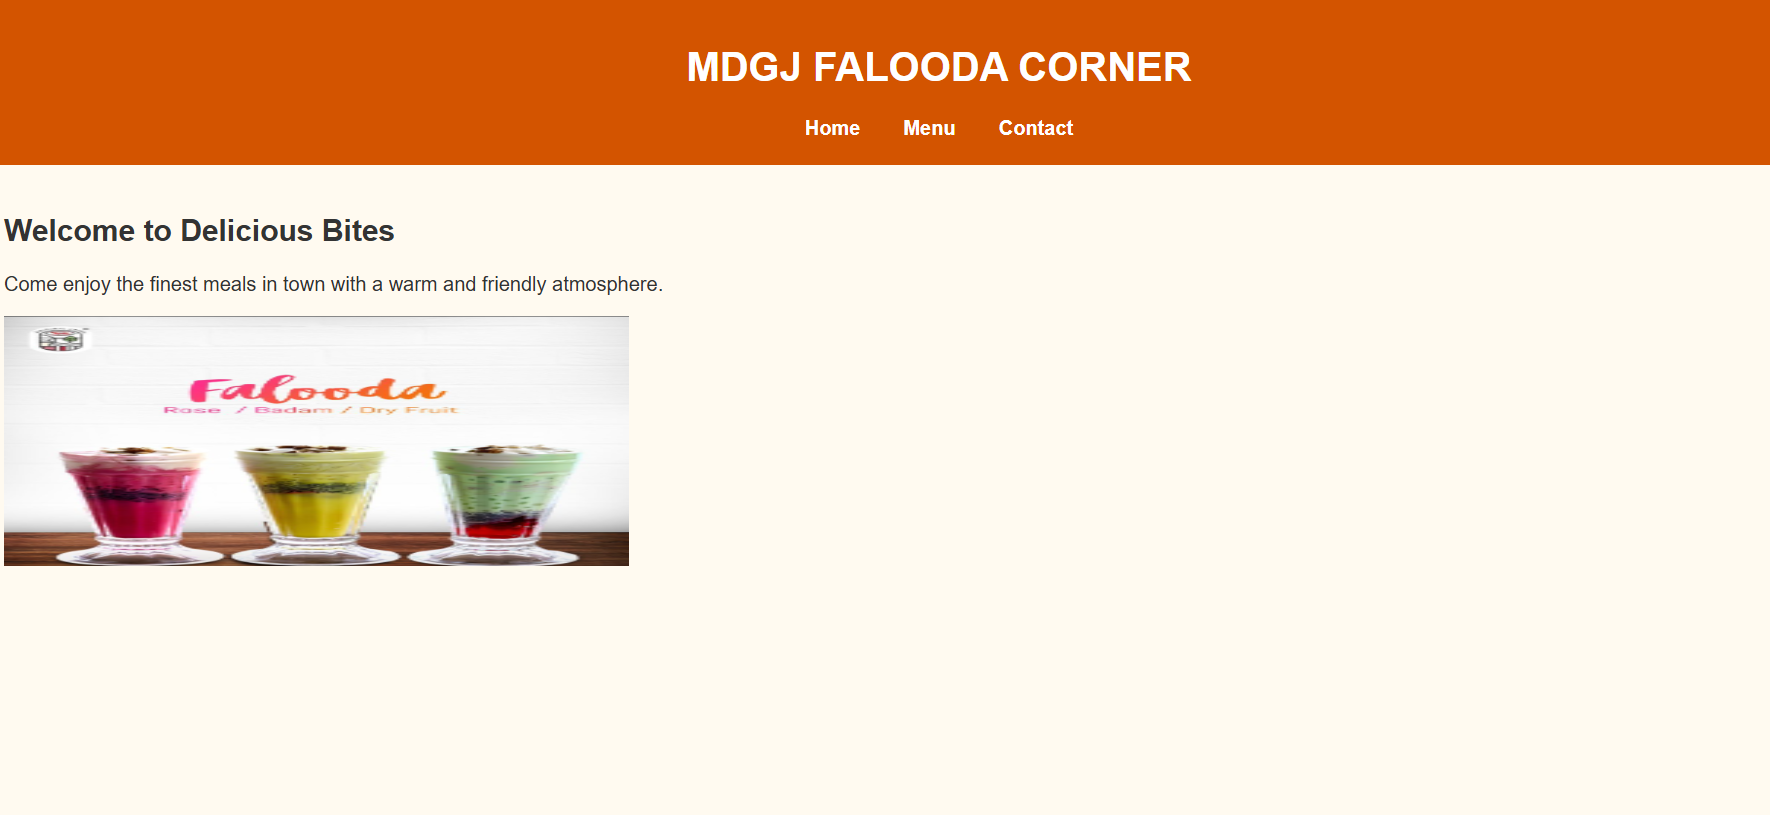 MDGJ FALOODA CORNER
Home Menu Contact
Welcome to Delicious Bites
Come enjoy the finest meals in town with a warm and friendly atmosphere.
Falooda
Rose / Badam / Dry Fruit